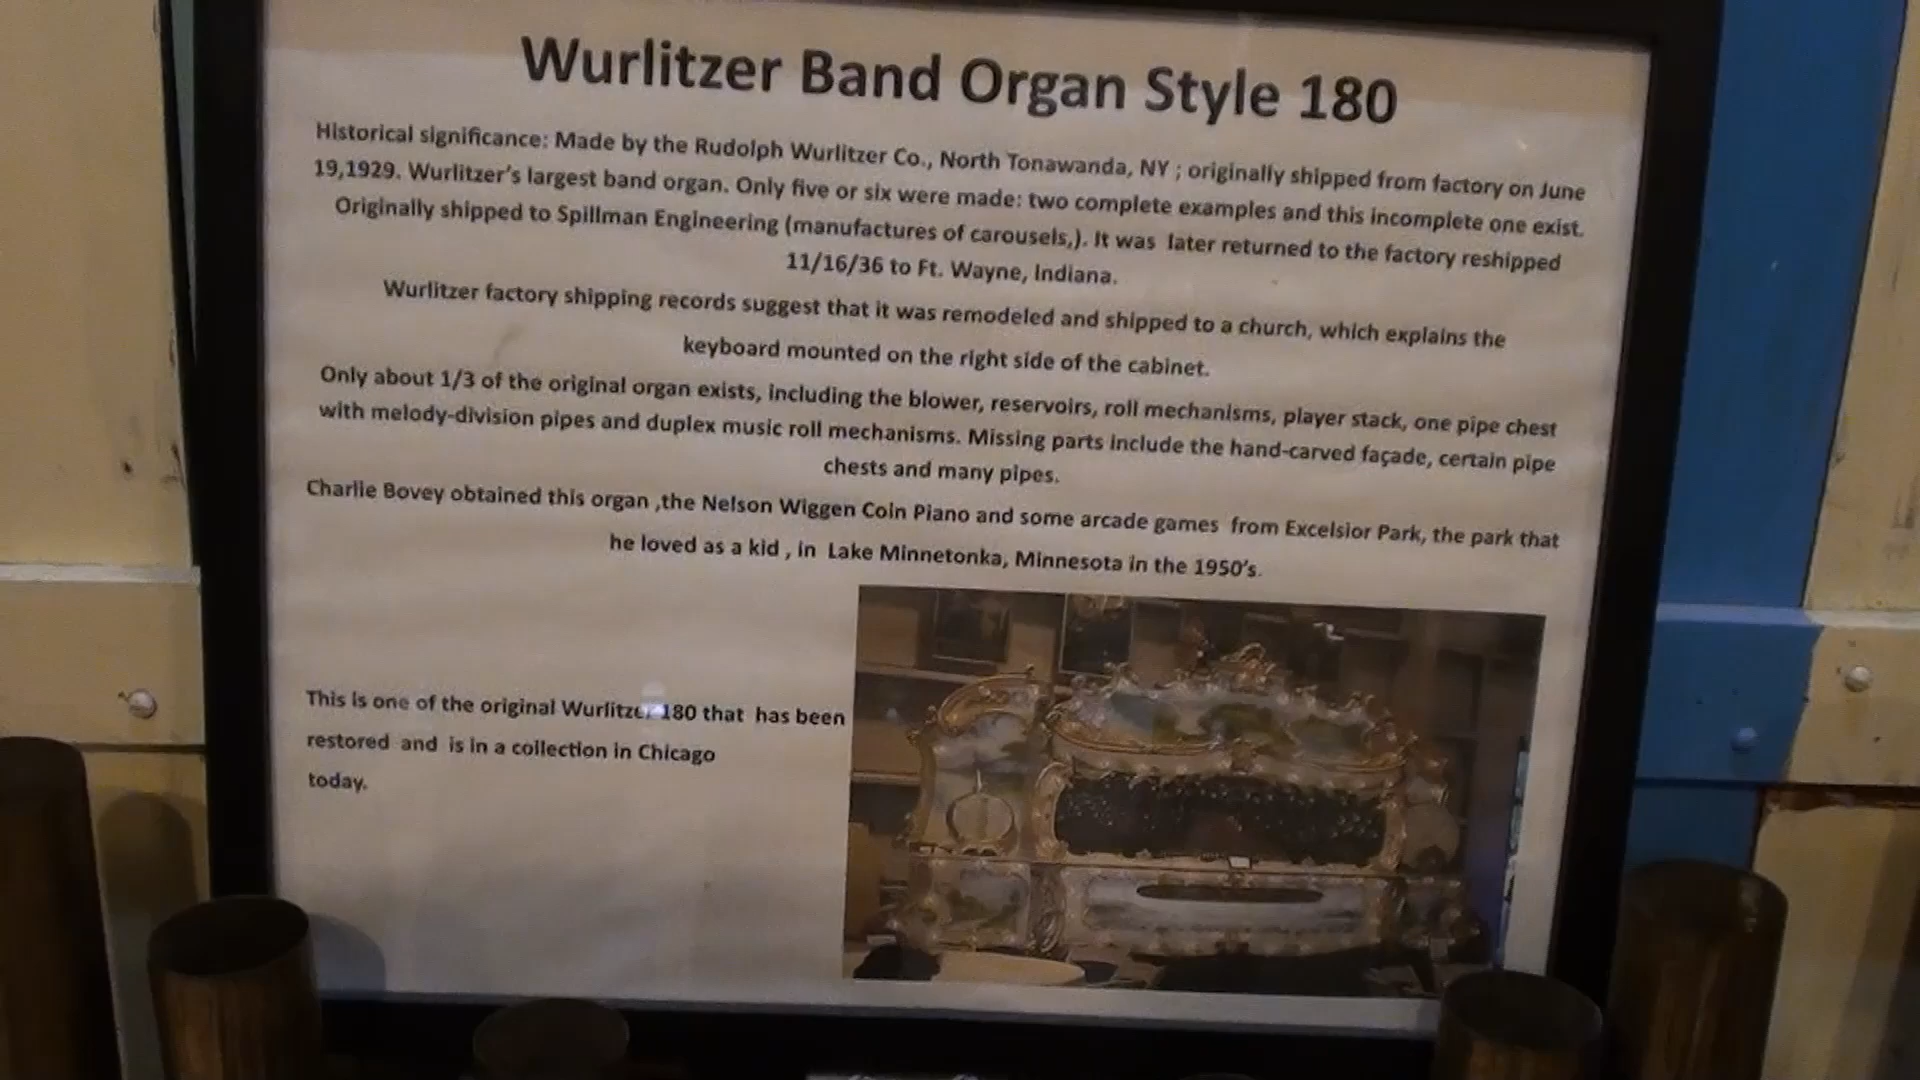 Wurlitzer Band Organ Style 180
Historical significance: Made by the Rudolph Wurlitzer Co., North Tonawanda, NY ; originally shipped from factory on June
19,1929. Wurlitzer's largest band organ. Only five or six were made: two complete examples and this incomplete one exist.
Originally shipped to Spillman Engineering (manufactures of carousels,). It was later returned to the factory reshipped
11/16/36 to Ft. Wayne, Indiana.
Wurlitzer factory shipping records suggest that it was remodeled and shipped to a church, which explains the
keyboard mounted on the right side of the cabinet.
Only about 1/3 of the original organ exists, including the blower, reservoirs, roll mechanisms, player stack, one pipe chest
with melody-division pipes and duplex music roll mechanisms. Missing parts include the hand-carved façade, certain pipe
chests and many pipes.
Charlie Bovey obtained this organ ,the Nelson Wiggen Coin Piano and some arcade games from Excelsior Park, the park that
he loved as a kid , in Lake Minnetonka, Minnesota in the 1950's.
This is one of the original Wurlitzer 180 that has been
restored and is in a collection in Chicago
today.